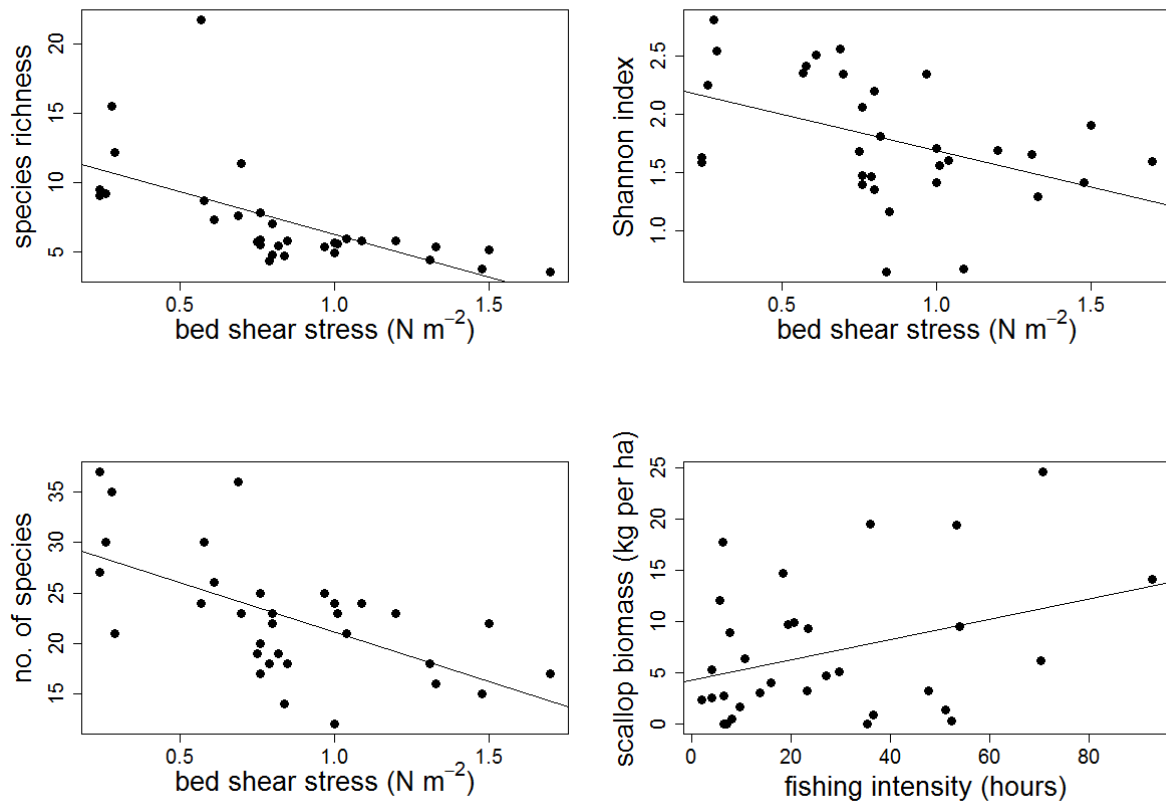 species richness
20
15
10
5
0.5 1.0 1.5
bed shear stress (N m⁻²)
Shannon index
2.5
2.0
1.5
1.0
0.5 1.0 1.5
bed shear stress (N m⁻²)
no. of species
35
30
25
20
15
0.5 1.0 1.5
bed shear stress (N m⁻²)
scallop biomass (kg per ha)
25
20
15
10
5
0
0 20 40 60 80
fishing intensity (hours)